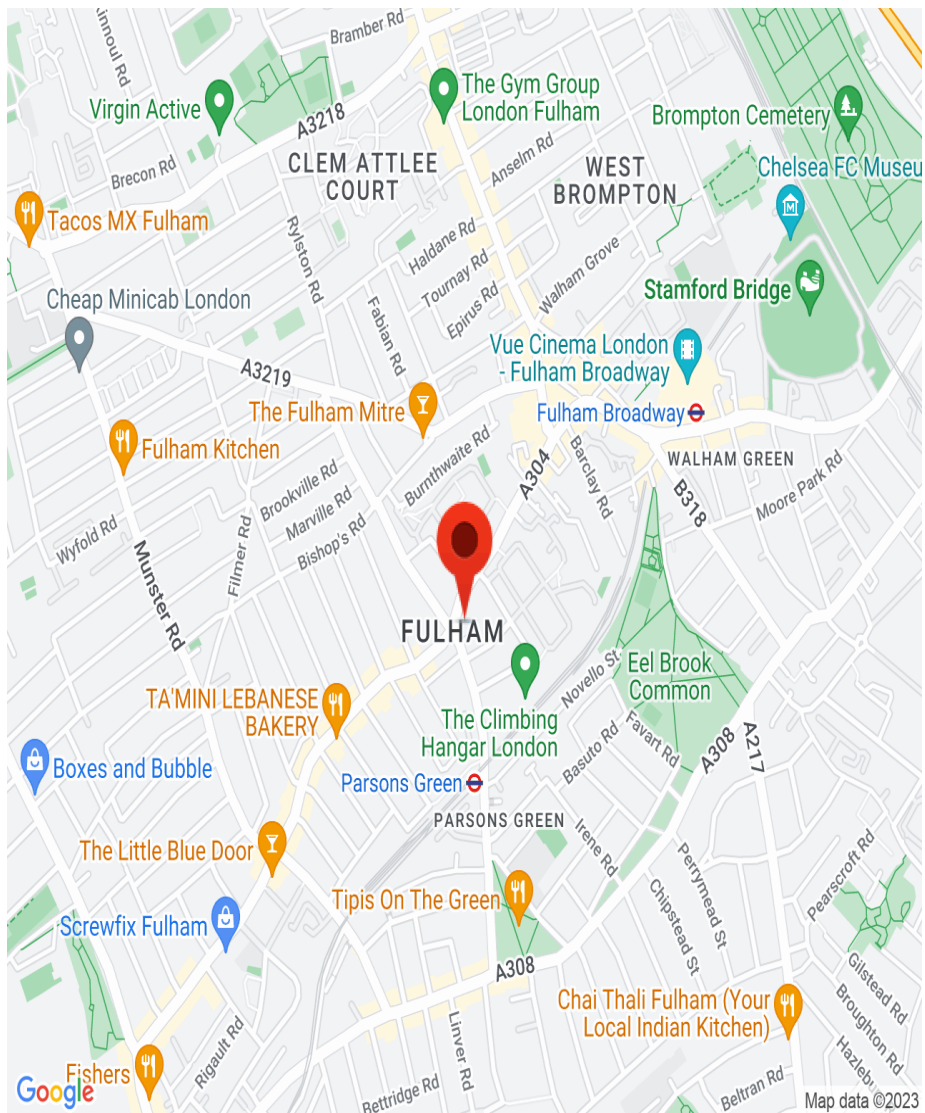 Bramber Rd
Kinnoul Rd
The Gym Group
London Fulham
Virgin Active
A3218
Brompton Cemetery
Brecon Rd
CLEM ATTLEE
COURT
Anselm Rd
WEST
BROMPTON
Chelsea FC Museu
Tacos MX Fulham
Rylston Rd
Haldane Rd
Tournay Rd
Epirus Rd
Walham Grove
Stamford Bridge
Cheap Minicab London
Fabian Rd
Vue Cinema London
- Fulham Broadway
A3219
The Fulham Mitre
Fulham Broadway
Fulham Kitchen
Burnthwaite Rd
A304
Barclay Rd
WALHAM GREEN
B318
Moore Park Rd
Brookville Rd
Marville Rd
Bishop's Rd
Wyfold Rd
Munster Rd
Filmer Rd
FULHAM
Novello St
Eel Brook
Common
TA'MINI LEBANESE
BAKERY
The Climbing
Hangar London
Basuto Rd
Favart Rd
A308
A217
Boxes and Bubble
Parsons Green
PARSONS GREEN
The Little Blue Door
Irene Rd
Perrymead St
Pearscroft Rd
Tipis On The Green
Chipstead St
Screwfix Fulham
A308
Gilstead Rd
Broughton Rd
Chai Thali Fulham (Your
Local Indian Kitchen)
Linver Rd
Rigault Rd
Hazlebu
Fishers
Bettridge Rd
Beltran Rd
Google
Map data ©2023